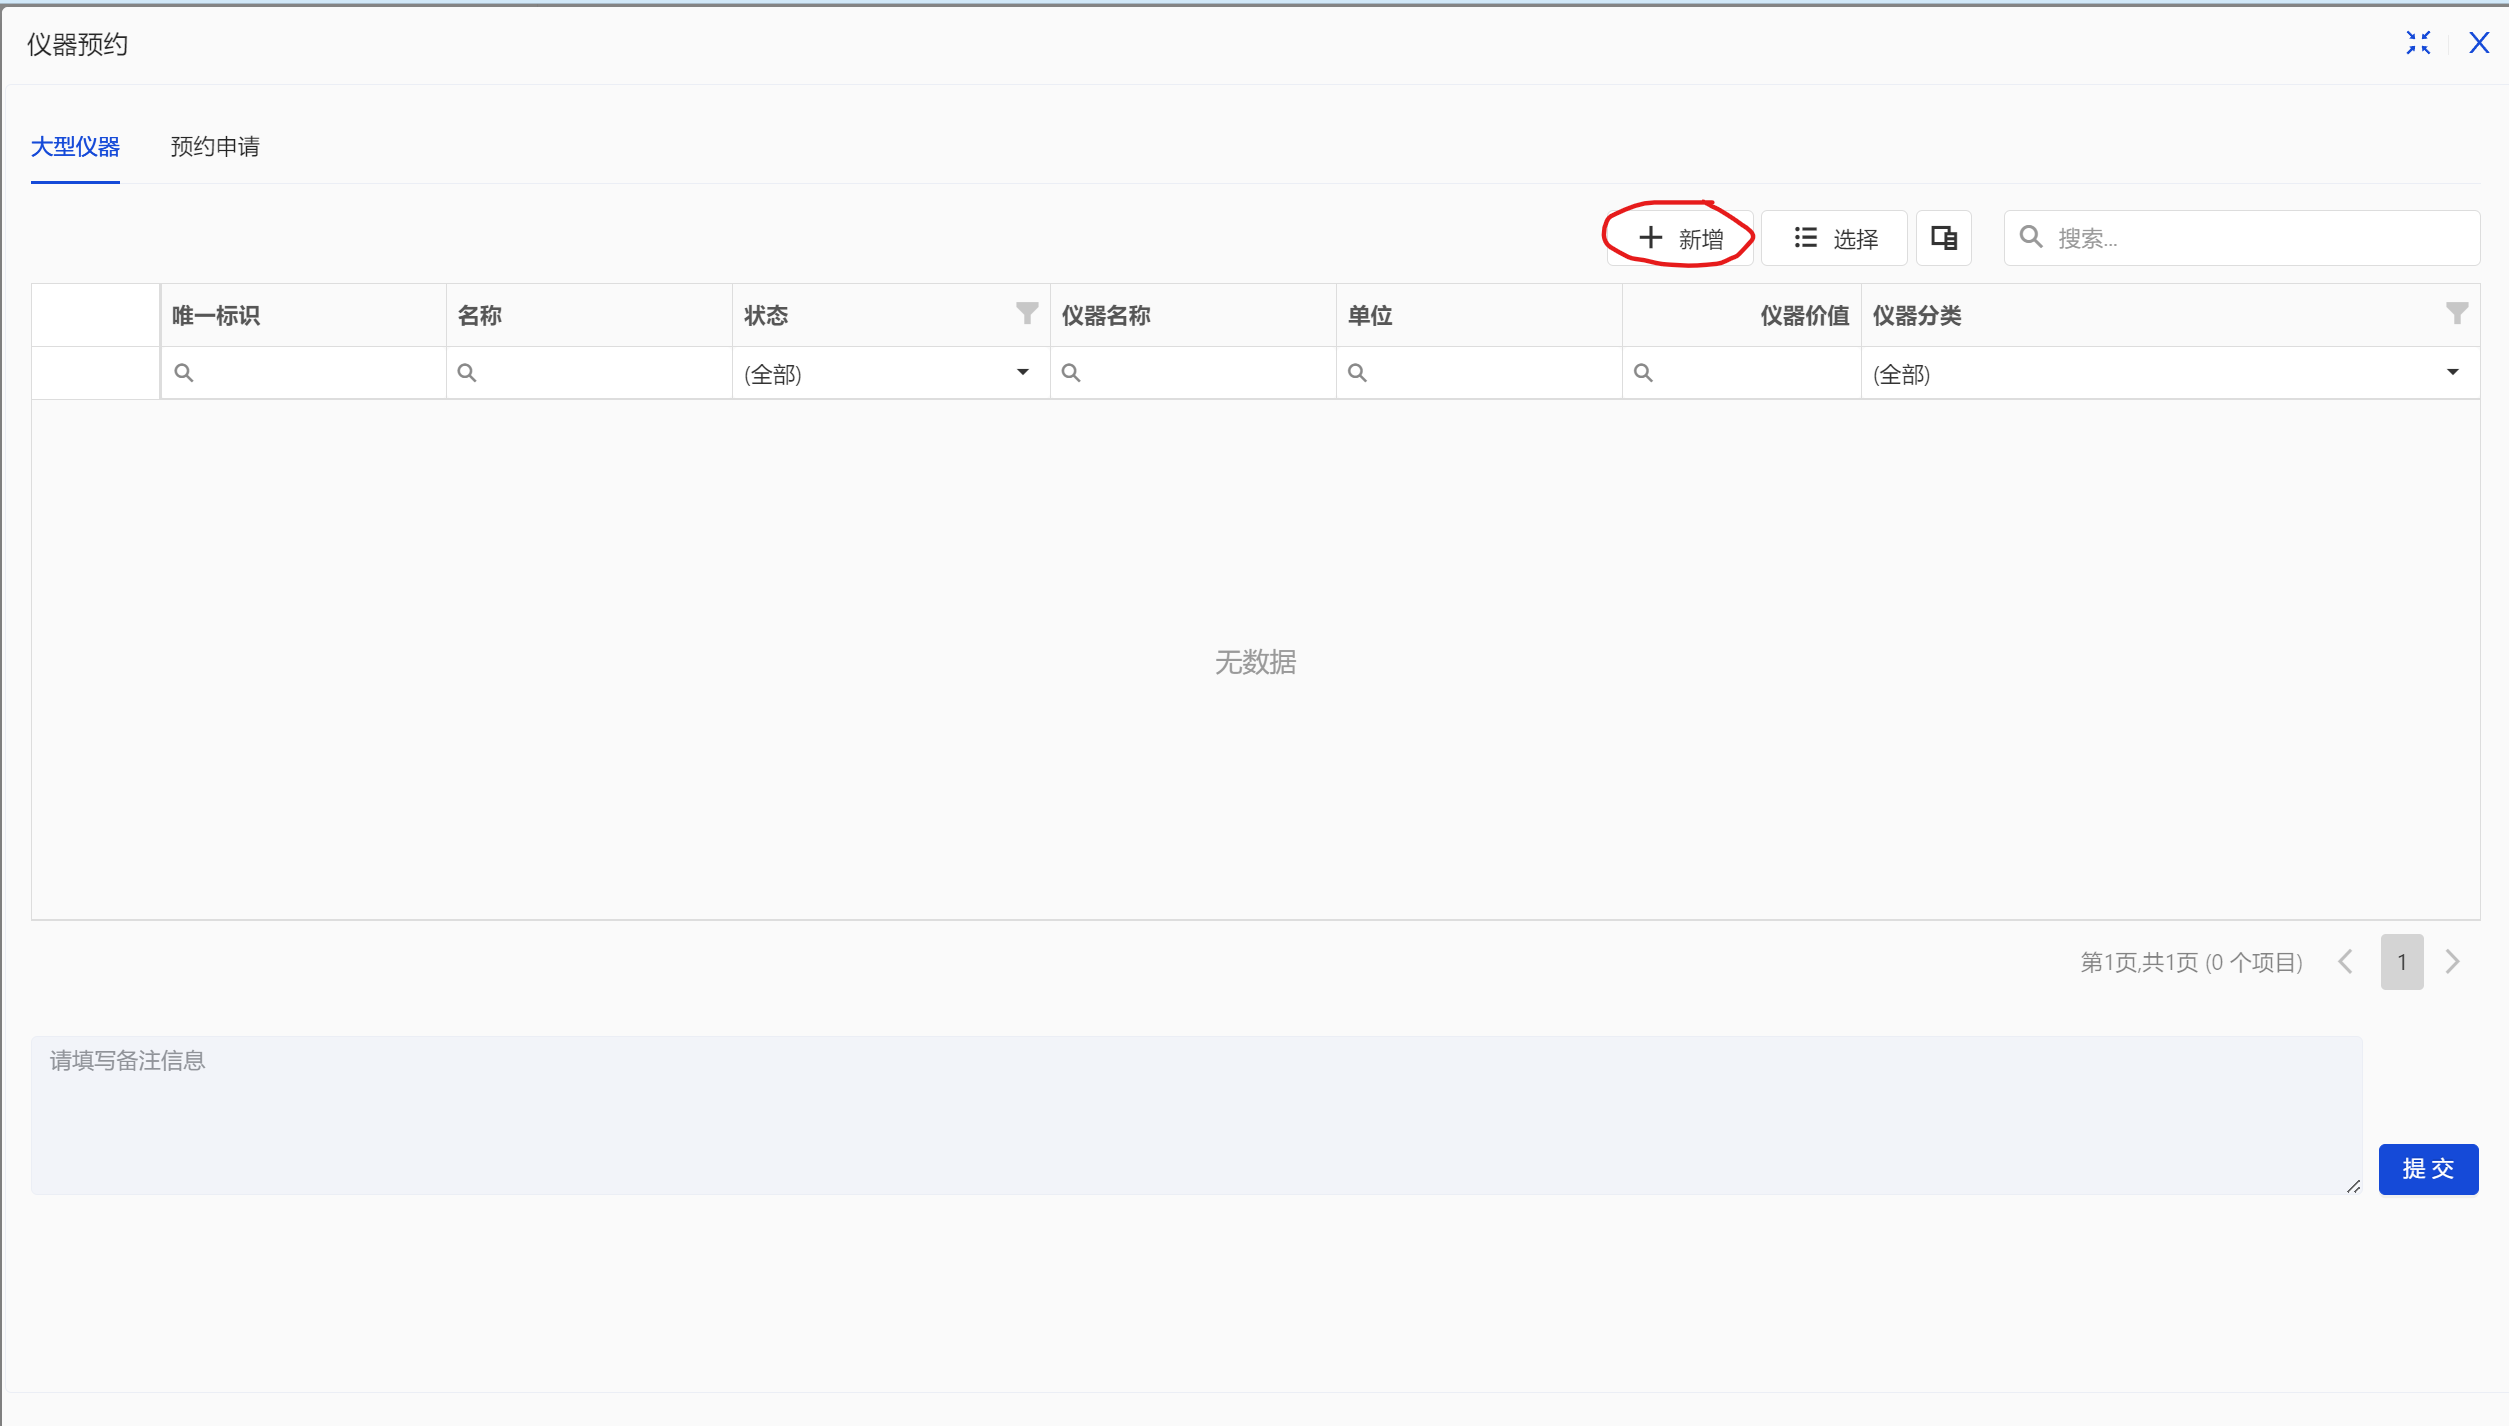 仪器预约
大型仪器 预约申请
新增 选择 搜索...
唯一标识 名称 状态 仪器名称 单位 仪器价值 仪器分类
(全部) (全部)
无数据
第1页,共1页 (0 个项目) 1
请填写备注信息
提 交